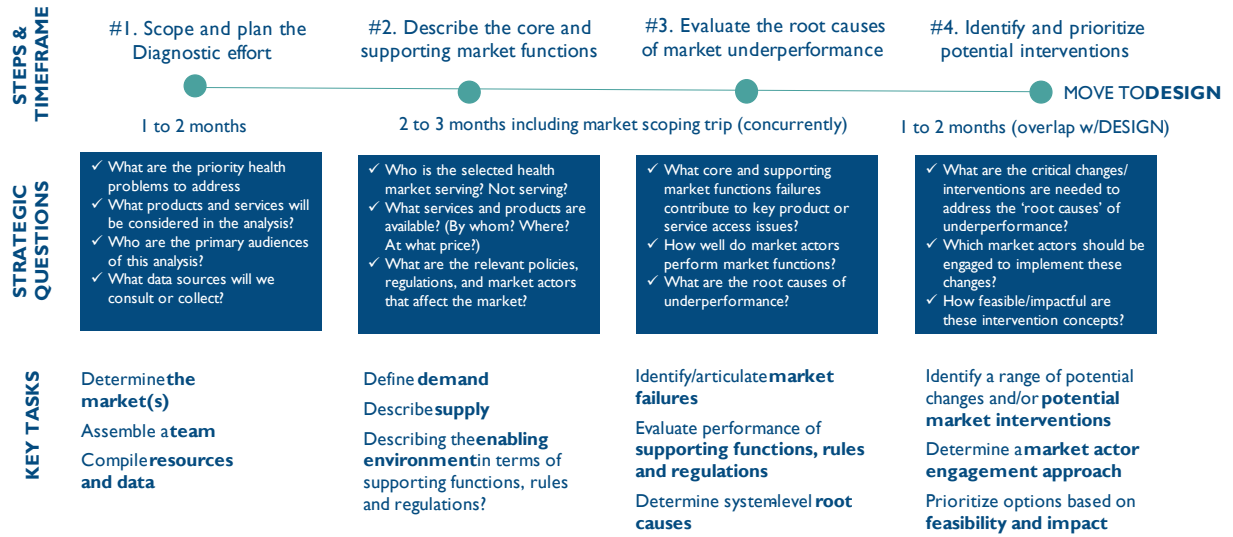 STEPS &
TIMEFRAME
#1. Scope and plan the
Diagnostic effort
#2. Describe the core and
supporting market functions
#3. Evaluate the root causes
of market underperformance
#4. Identify and prioritize
potential interventions
MOVE TODESIGN
1 to 2 months
2 to 3 months including market scoping trip (concurrently)
1 to 2 months (overlap w/DESIGN)
STRATEGIC
QUESTIONS
✓ What are the priority health
problems to address
✓ What products and services will
be considered in the analysis?
✓ Who are the primary audiences
of this analysis?
✓ What data sources will we
consult or collect?
✓ Who is the selected health
market serving? Not serving?
✓ What services and products are
available? (By whom? Where?
At what price?)
✓ What are the relevant policies,
regulations, and market actors
that affect the market?
✓ What core and supporting
market functions failures
contribute to key product or
service access issues?
✓ How well do market actors
perform market functions?
✓ What are the root causes of
underperformance?
✓ What are the critical changes/
interventions are needed to
address the ‘root causes’ of
underperformance?
✓ Which market actors should be
engaged to implement these
changes?
✓ How feasible/impactful are
these intervention concepts?
KEY TASKS
Determinethe
market(s)
Assemble ateam
Compileresources
and data
Define demand
Describesupply
Describing theenabling
environmentin terms of
supporting functions, rules
and regulations?
Identify/articulatemarket
failures
Evaluate performance of
supporting functions, rules
and regulations
Determine system-level root
causes
Identify a range of potential
changes and/orpotential
market interventions
Determine amarket actor
engagement approach
Prioritize options based on
feasibility and impact